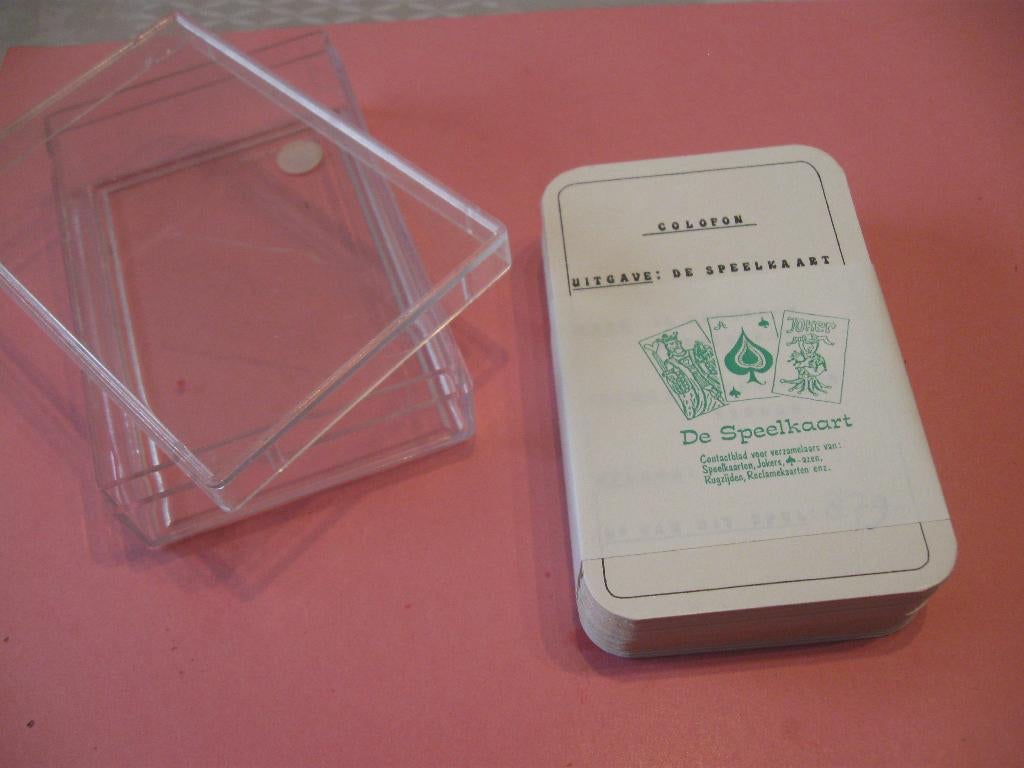 COLOFON
UITGAVE: DE SPEELKAART
A
JOKER
De Speelkaart
Contactblad voor verzamelaars van:
Speelkaarten, Jokers, ♠-azen,
Rugzijden, Reclamekaarten enz.